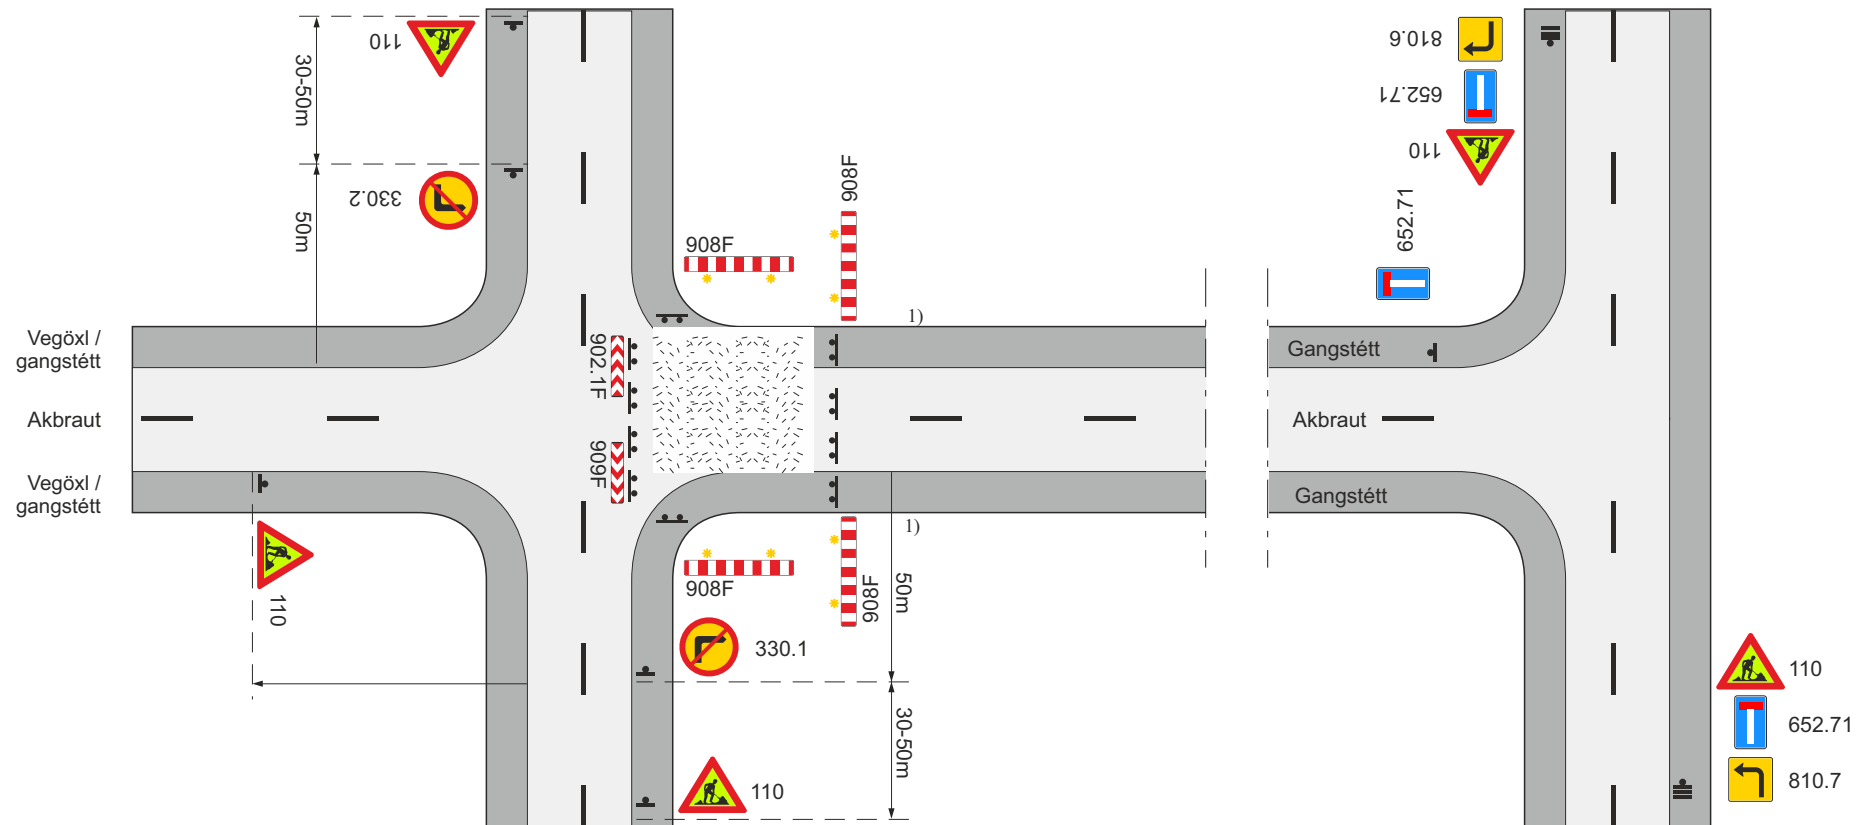 110
30-50m
330.2
50m
908F
908F
902.1F
909F
1)
1)
Vegöxl /
gangstétt
Akbraut
Vegöxl /
gangstétt
110
908F
908F
50m
330.1
30-50m
110
810.6
652.71
110
652.71
Gangstétt
Akbraut
Gangstétt
110
652.71
810.7